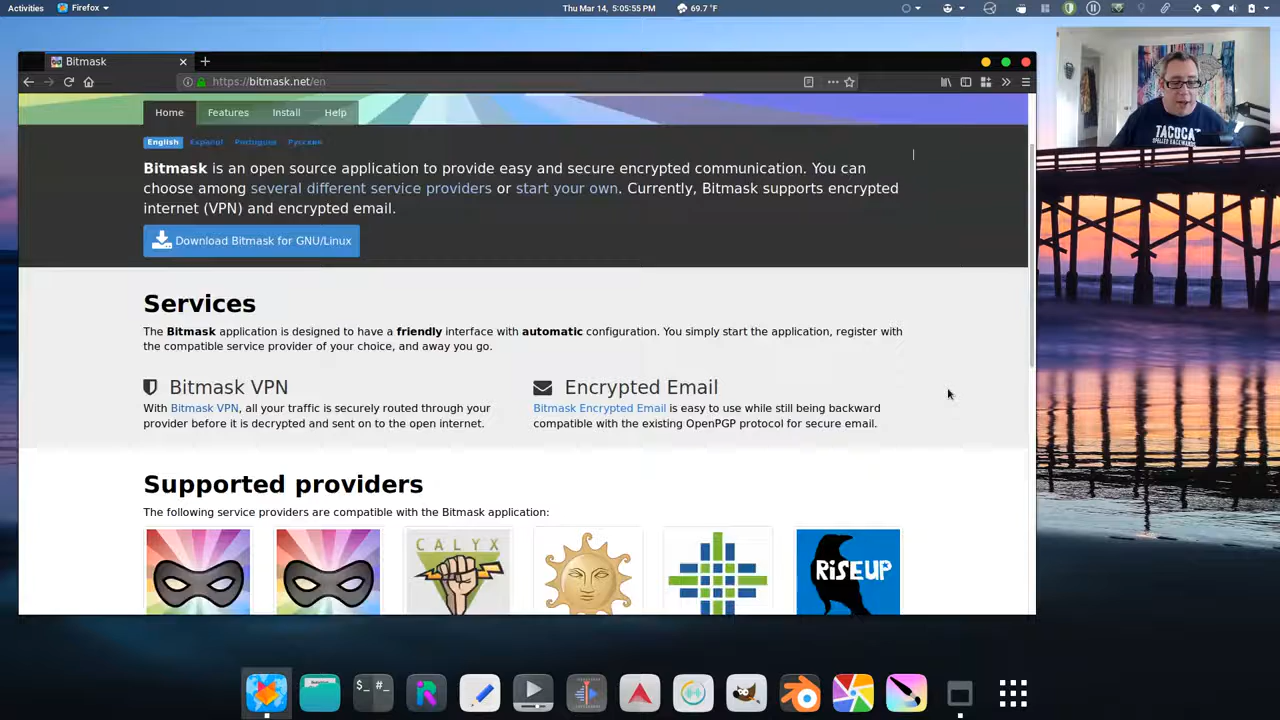 Activities
Firefox
Thu Mar 14, 5:05:55 PM
69.7 °F
Bitmask
https://bitmask.net/en
Home
Features
Install
Help
English
Español
Português
Русский
Bitmask is an open source application to provide easy and secure encrypted communication. You can
choose among several different service providers or start your own. Currently, Bitmask supports encrypted
internet (VPN) and encrypted email.
Download Bitmask for GNU/Linux
Services
The Bitmask application is designed to have a friendly interface with automatic configuration. You simply start the application, register with
the compatible service provider of your choice, and away you go.
Bitmask VPN
With Bitmask VPN, all your traffic is securely routed through your
provider before it is decrypted and sent on to the open internet.
Encrypted Email
Bitmask Encrypted Email is easy to use while still being backward
compatible with the existing OpenPGP protocol for secure email.
Supported providers
The following service providers are compatible with the Bitmask application:
CALYX
RiSEUP
TACOCAT
SPELLED BACKWARDS
$_ #_